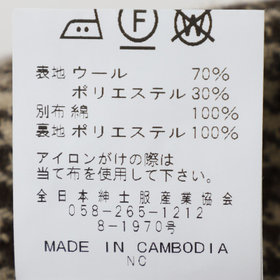 F W
表地 ウール 70%
ポリエステル 30%
別布 綿 100%
裏地 ポリエステル 100%
アイロンがけの際は
当て布を使用して下さい。
全日本紳士服産業協会
058-265-1212
8-1970号
MADE IN CAMBODIA
NC